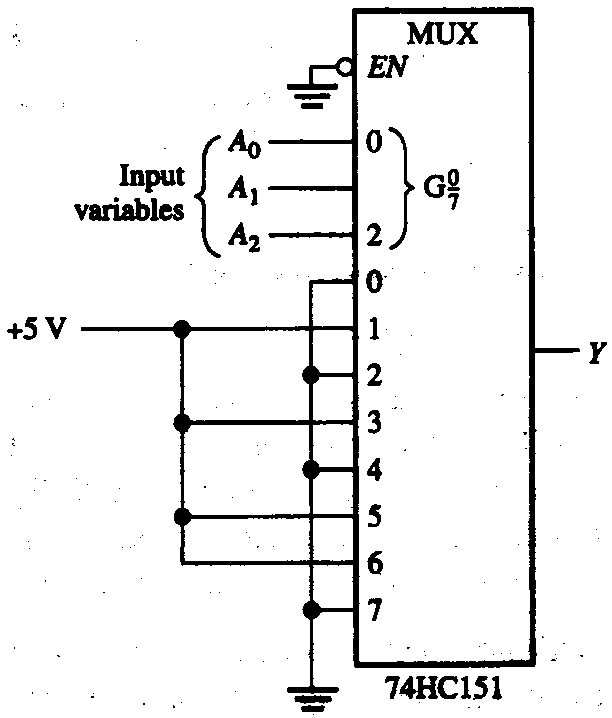 MUX
EN
A0 0
Input variables A1 G 0/7
A2 2
0
+5 V 1
Y
2
3
4
5
6
7
74HC151